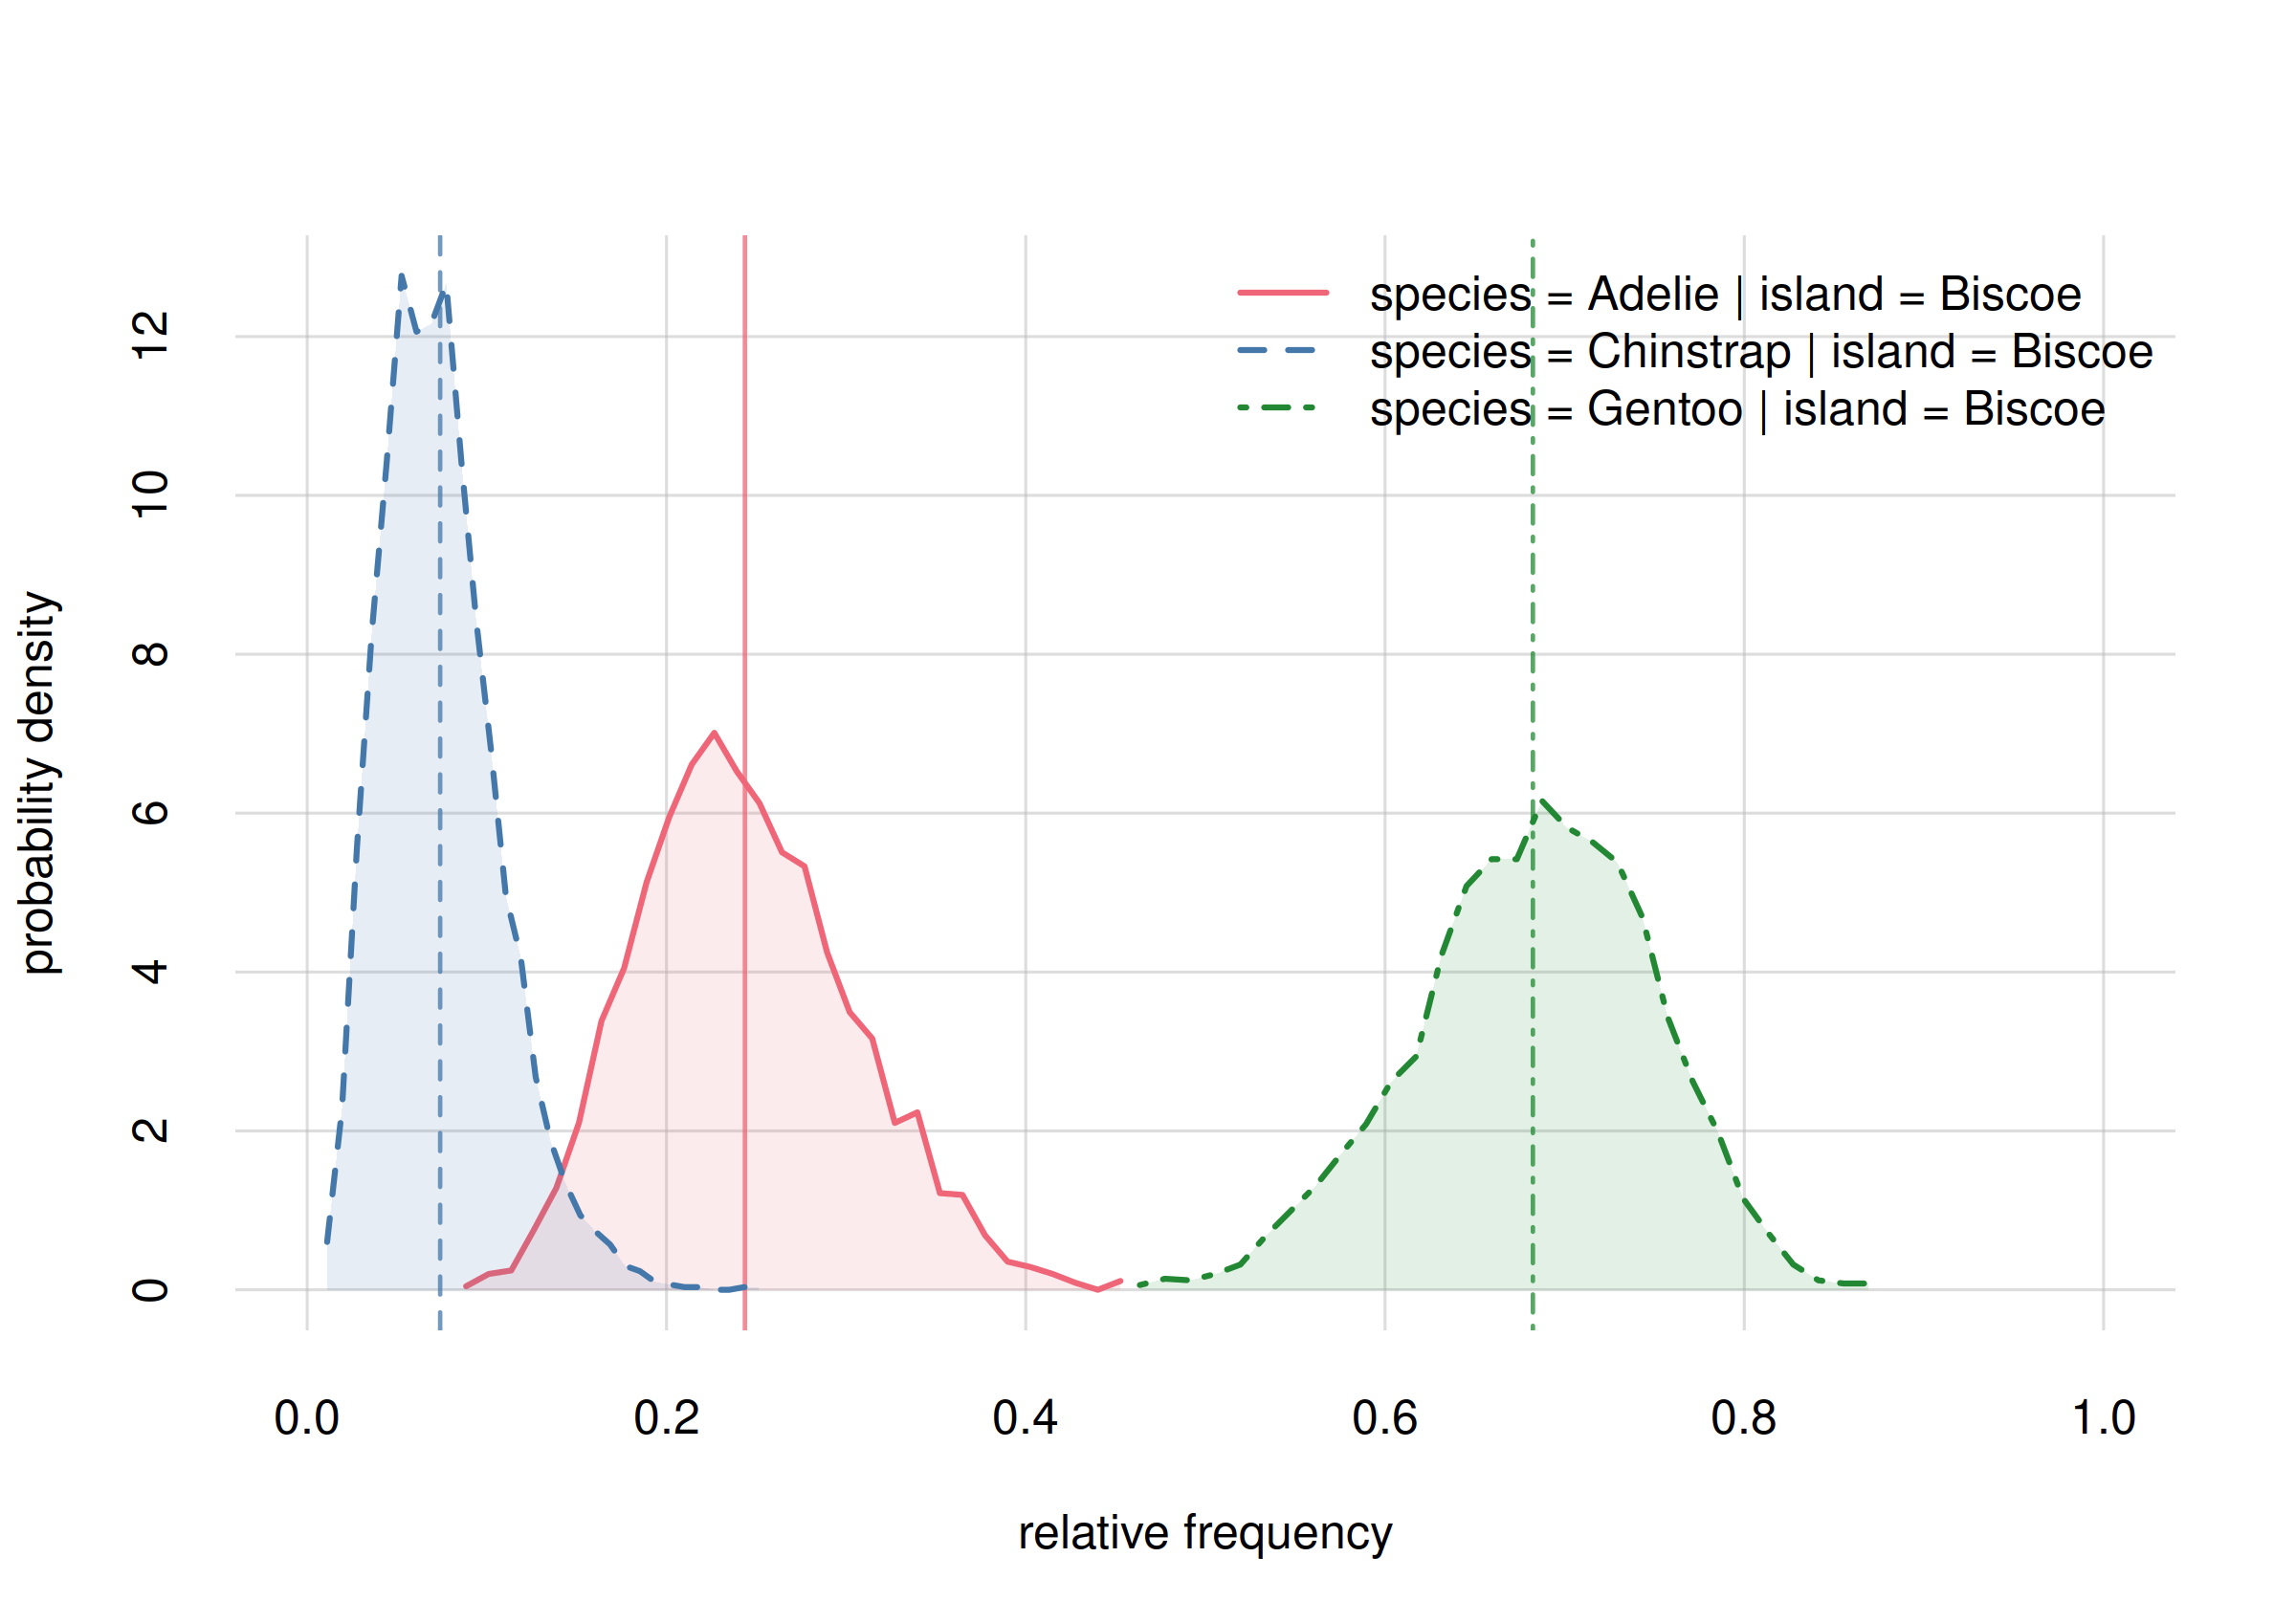 species = Adelie | island = Biscoe
species = Chinstrap | island = Biscoe
species = Gentoo | island = Biscoe
probability density
12
10
8
6
4
2
0
0.0 0.2 0.4 0.6 0.8 1.0
relative frequency